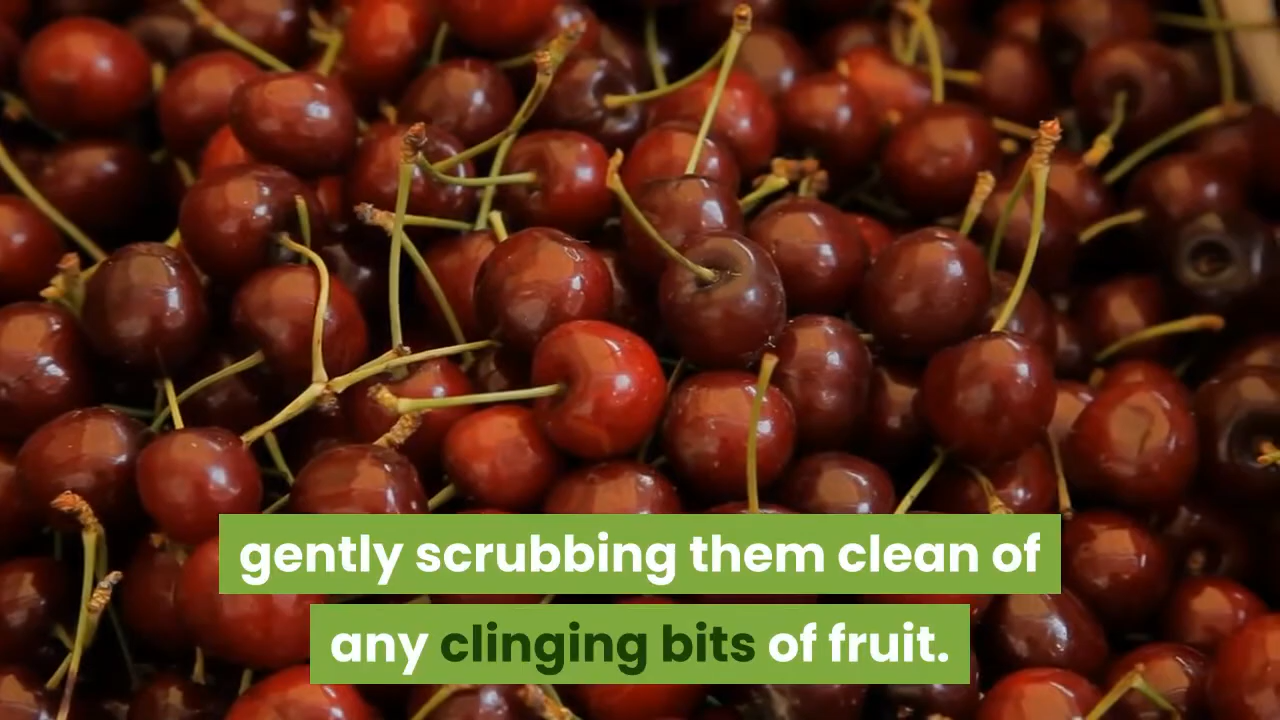 gently scrubbing them clean of
any clinging bits of fruit.